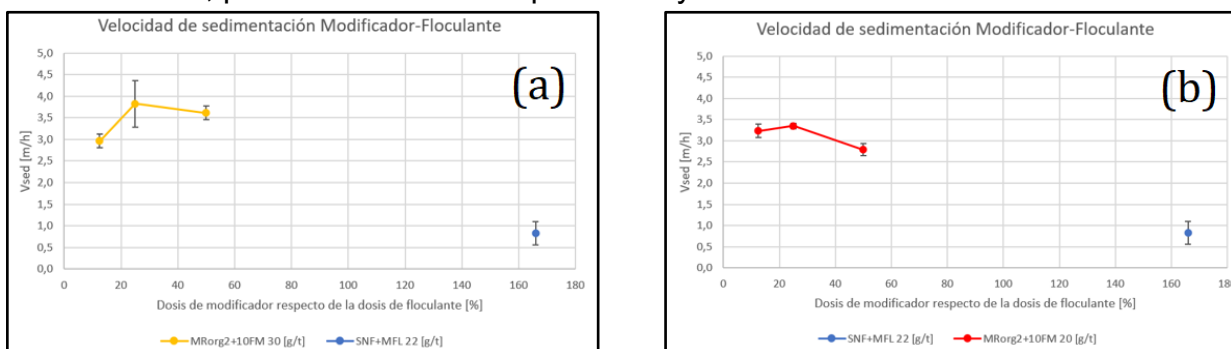 Velocidad de sedimentación Modificador-Floculante
(a)
5,0
4,5
4,0
3,5
3,0
2,5
2,0
1,5
1,0
0,5
0,0
Vsed [m/h]
0 20 40 60 80 100 120 140 160 180
Dosis de modificador respecto de la dosis de floculante [%]
MRorg2+10FM 30 [g/t] SNF+MFL 22 [g/t]
Velocidad de sedimentación Modificador-Floculante
(b)
5,0
4,5
4,0
3,5
3,0
2,5
2,0
1,5
1,0
0,5
0,0
Vsed [m/h]
0 20 40 60 80 100 120 140 160 180
Dosis de modificador respecto de la dosis de floculante [%]
SNF+MFL 22 [g/t] MRorg2+10FM 20 [g/t]